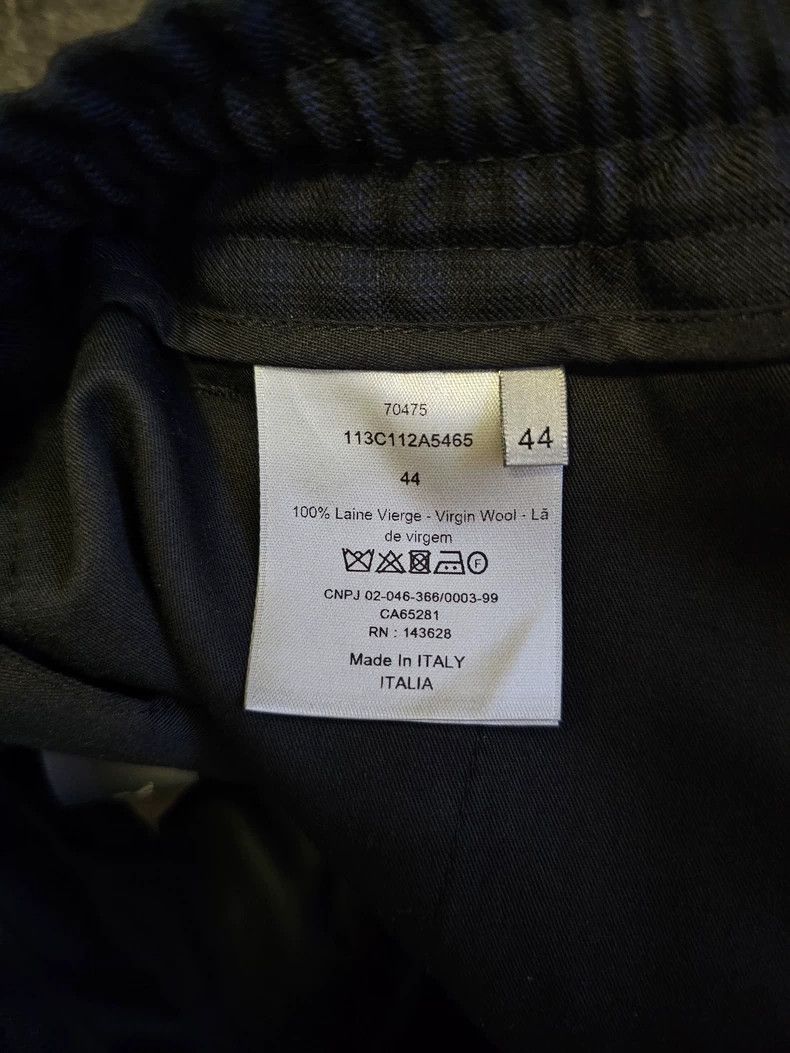 70475
113C112A5465
44
44
100% Laine Vierge - Virgin Wool - Lã
de virgem
F
CNPJ 02-046-366/0003-99
CA65281
RN : 143628
Made In ITALY
ITALIA